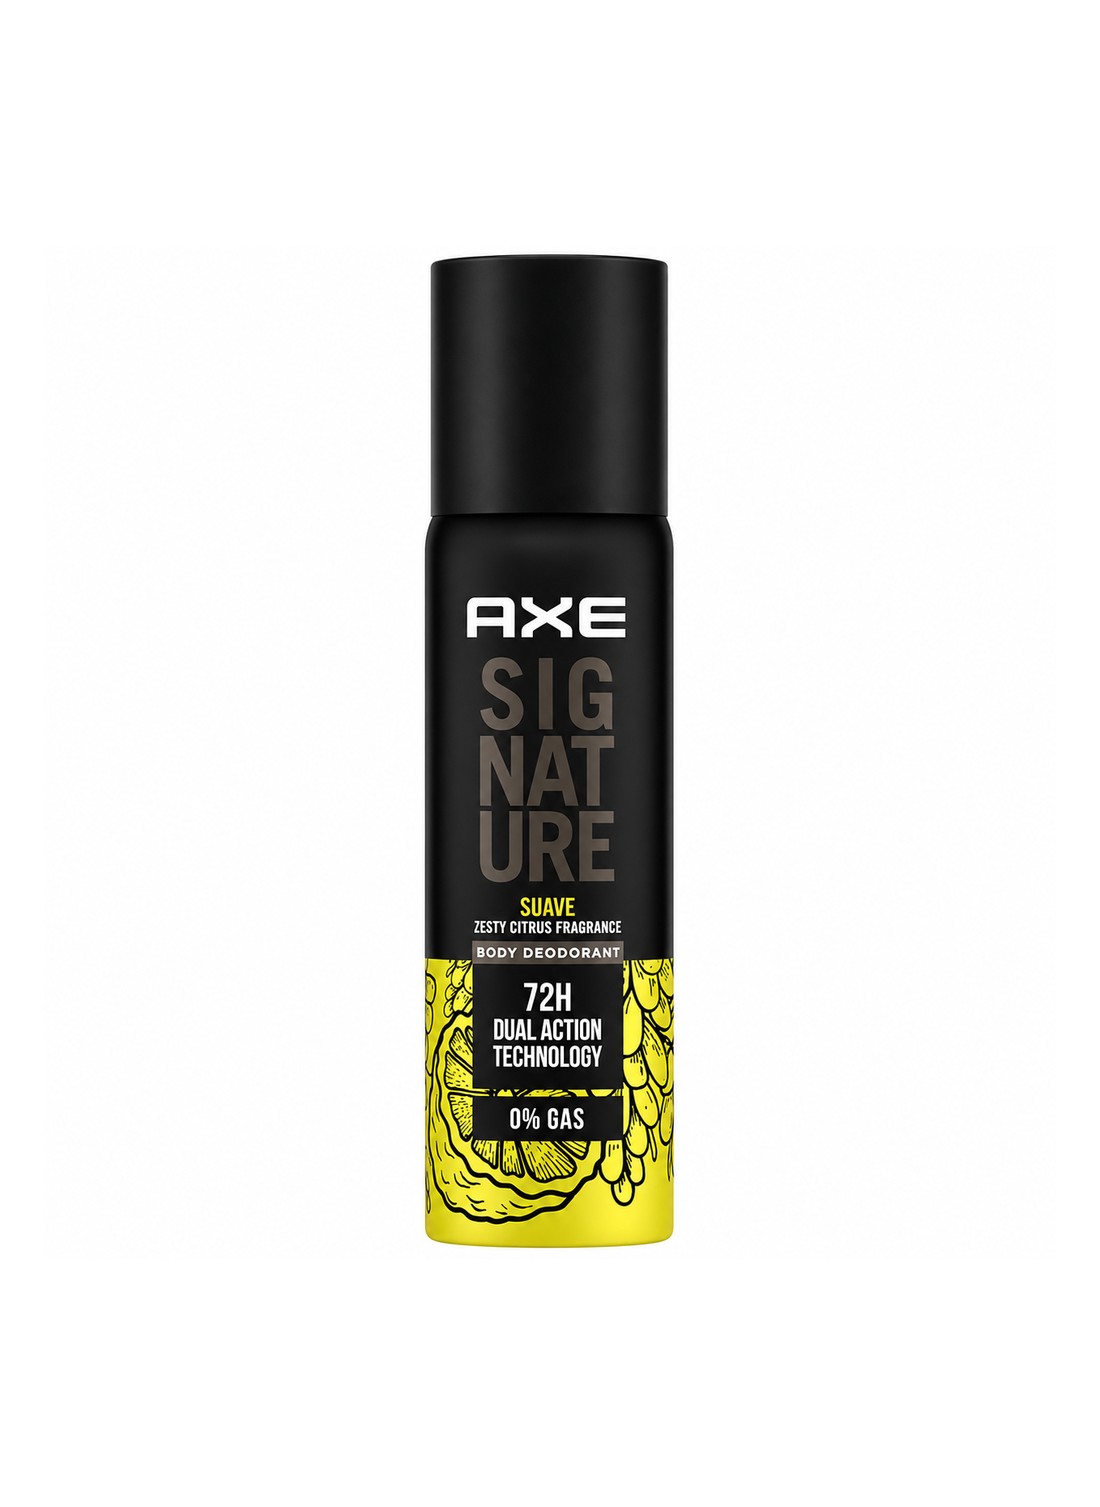 AXE
SIG
NAT
URE
SUAVE
ZESTY CITRUS FRAGRANCE
BODY DEODORANT
72H
DUAL ACTION
TECHNOLOGY
0% GAS